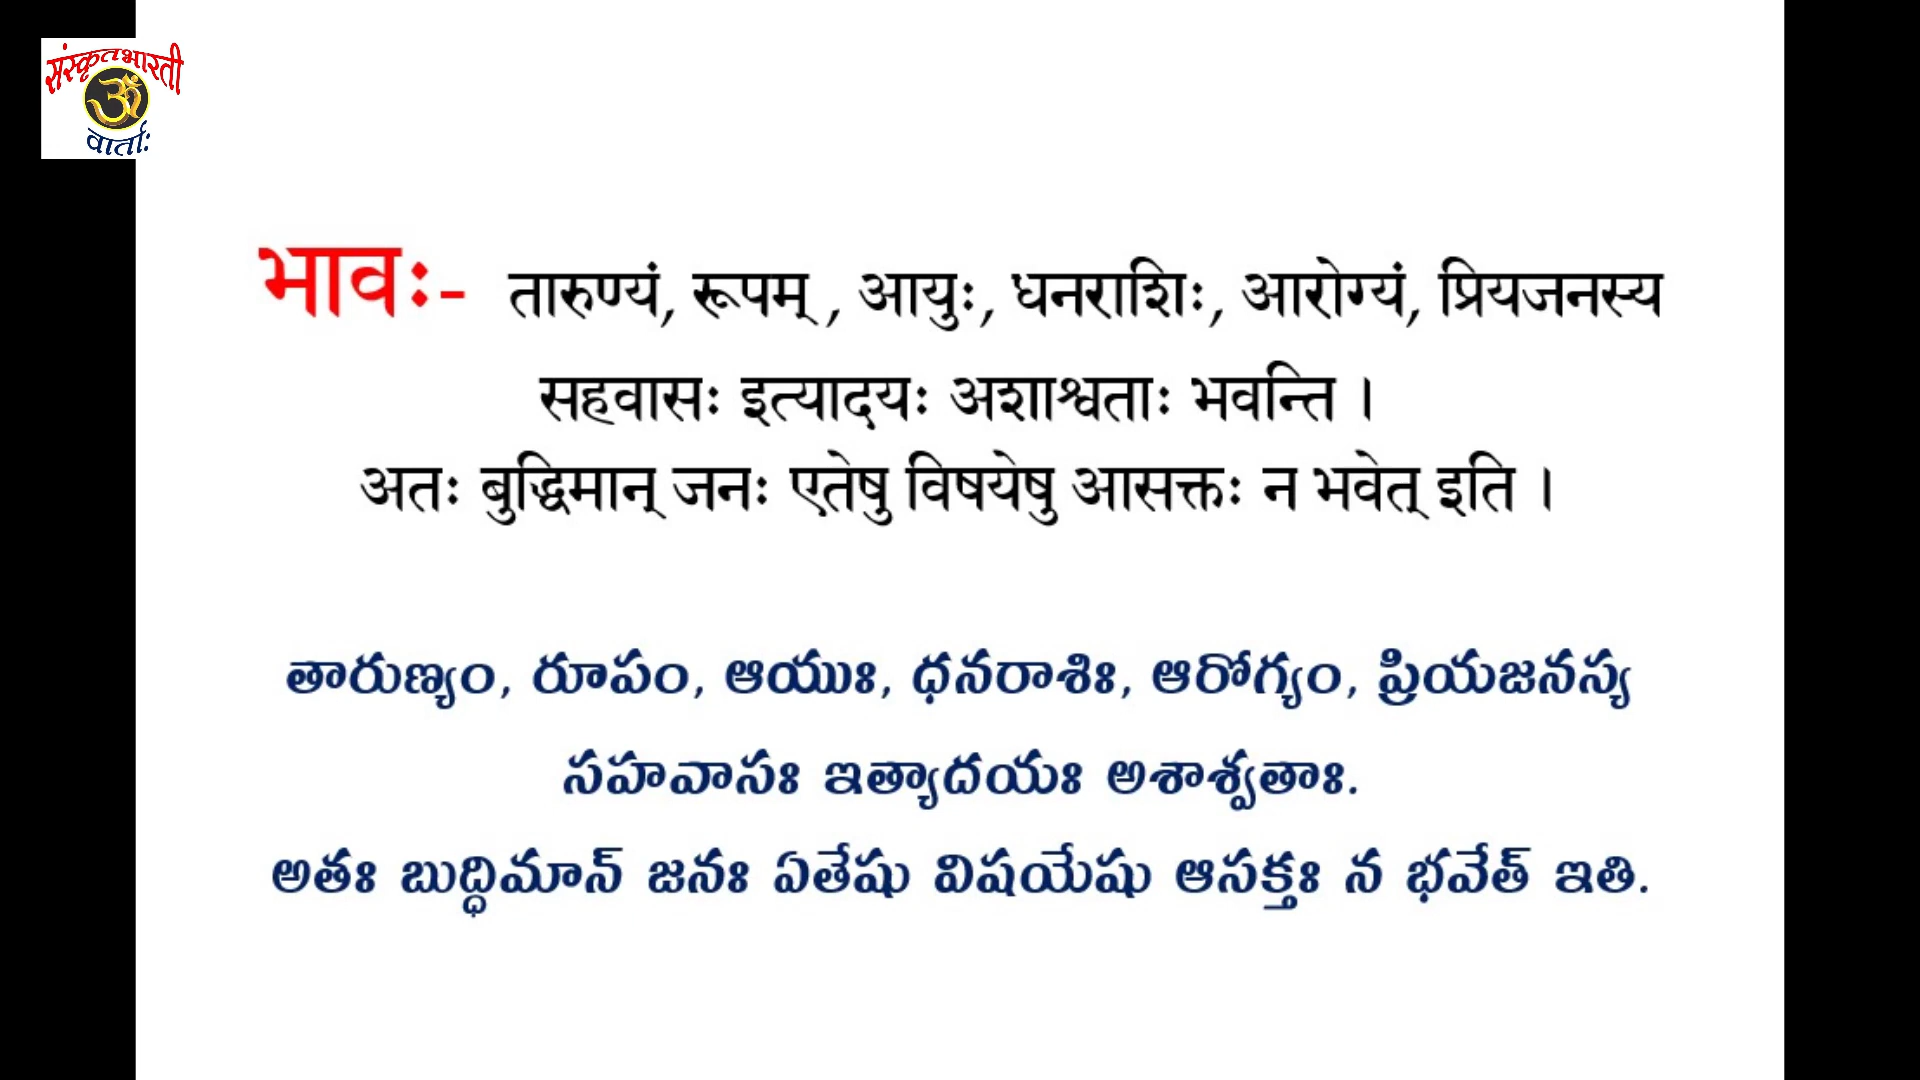 संस्कृतभारती
ॐ
वार्ताः
भावः- तारुण्यं, रूपम् , आयुः, धनराशिः, आरोग्यं, प्रियजनस्य
सहवासः इत्यादयः अशाश्वताः भवन्ति ।
अतः बुद्धिमान् जनः एतेषु विषयेषु आसक्तः न भवेत् इति ।
తారుణ్యం, రూపం, ఆయుః, ధనరాశిః, ఆరోగ్యం, ప్రియజనస్య
సహవాసః ఇత్యాదయః అశాశ్వతాః.
అతః బుద్ధిమాన్ జనః ఏతేషు విషయేషు ఆసక్తః న భవేత్ ఇతి.